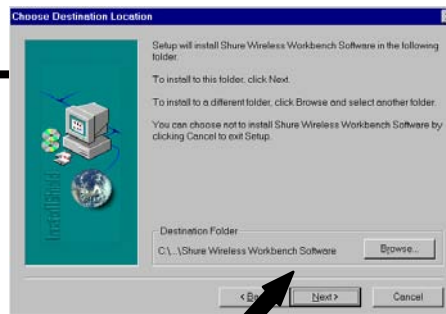 Choose Destination Location
Setup will install Shure Wireless Workbench Software in the following
folder.
To install to this folder, click Next.
To install to a different folder, click Browse and select another folder.
You can choose not to install Shure Wireless Workbench Software by
clicking Cancel to exit Setup.
InstallShield
Destination Folder
C:\...\Shure Wireless Workbench Software
Browse...
Next >
Cancel